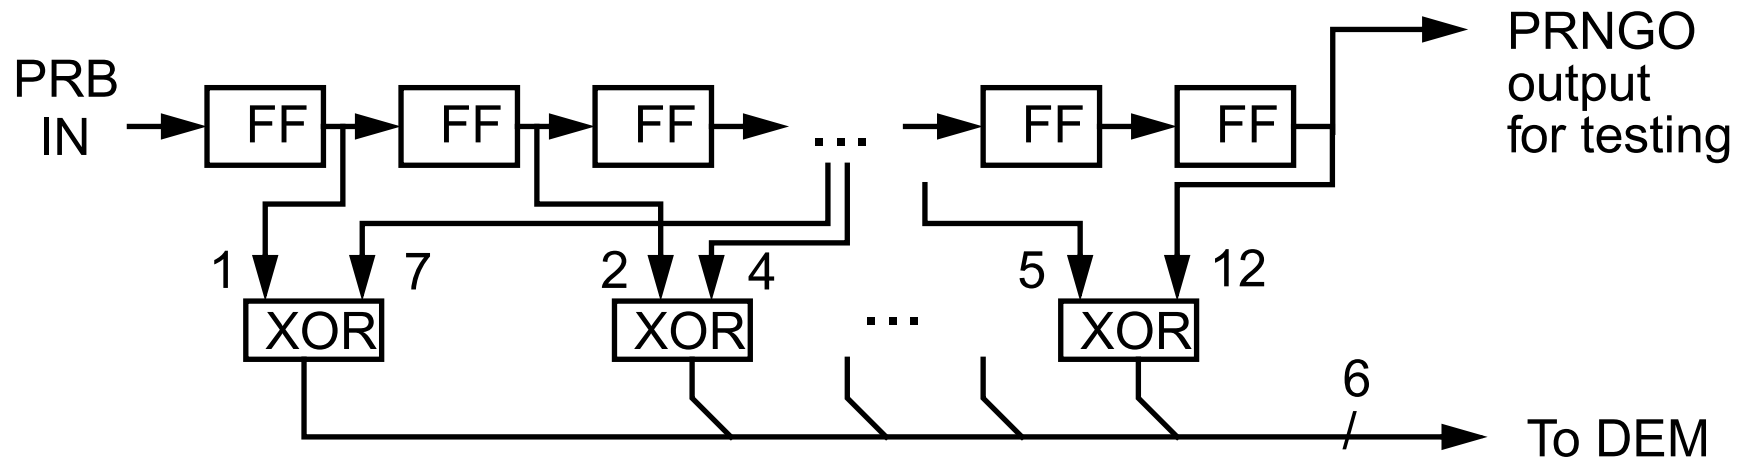 PRNGO
output
for testing
PRB
IN
FF FF FF ... FF FF
1 7 2 4 5 12
XOR XOR ... XOR
6
To DEM